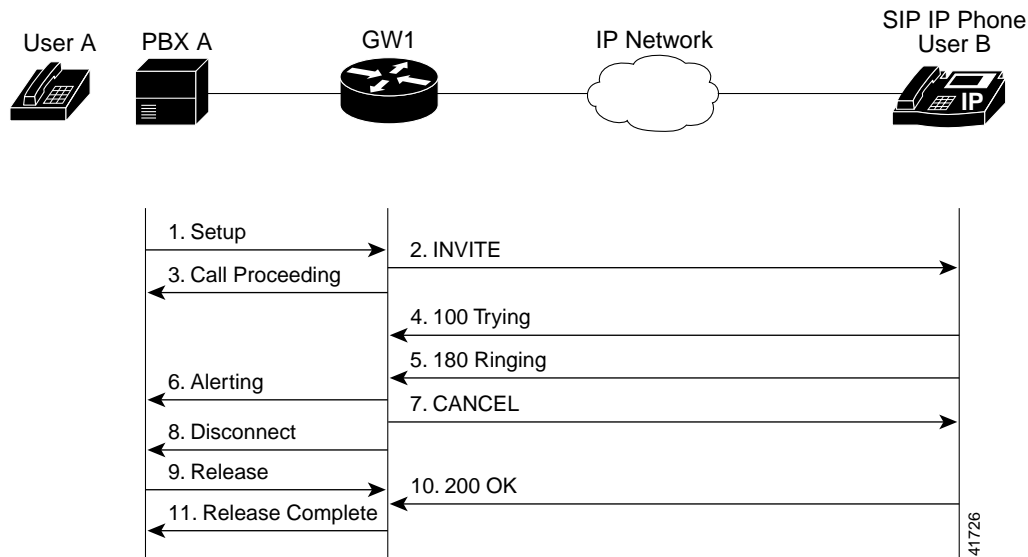 SIP IP Phone
User A
PBX A
GW1
IP Network
User B
IP
1. Setup
2. INVITE
3. Call Proceeding
4. 100 Trying
5. 180 Ringing
6. Alerting
7. CANCEL
8. Disconnect
9. Release
10. 200 OK
11. Release Complete
41726